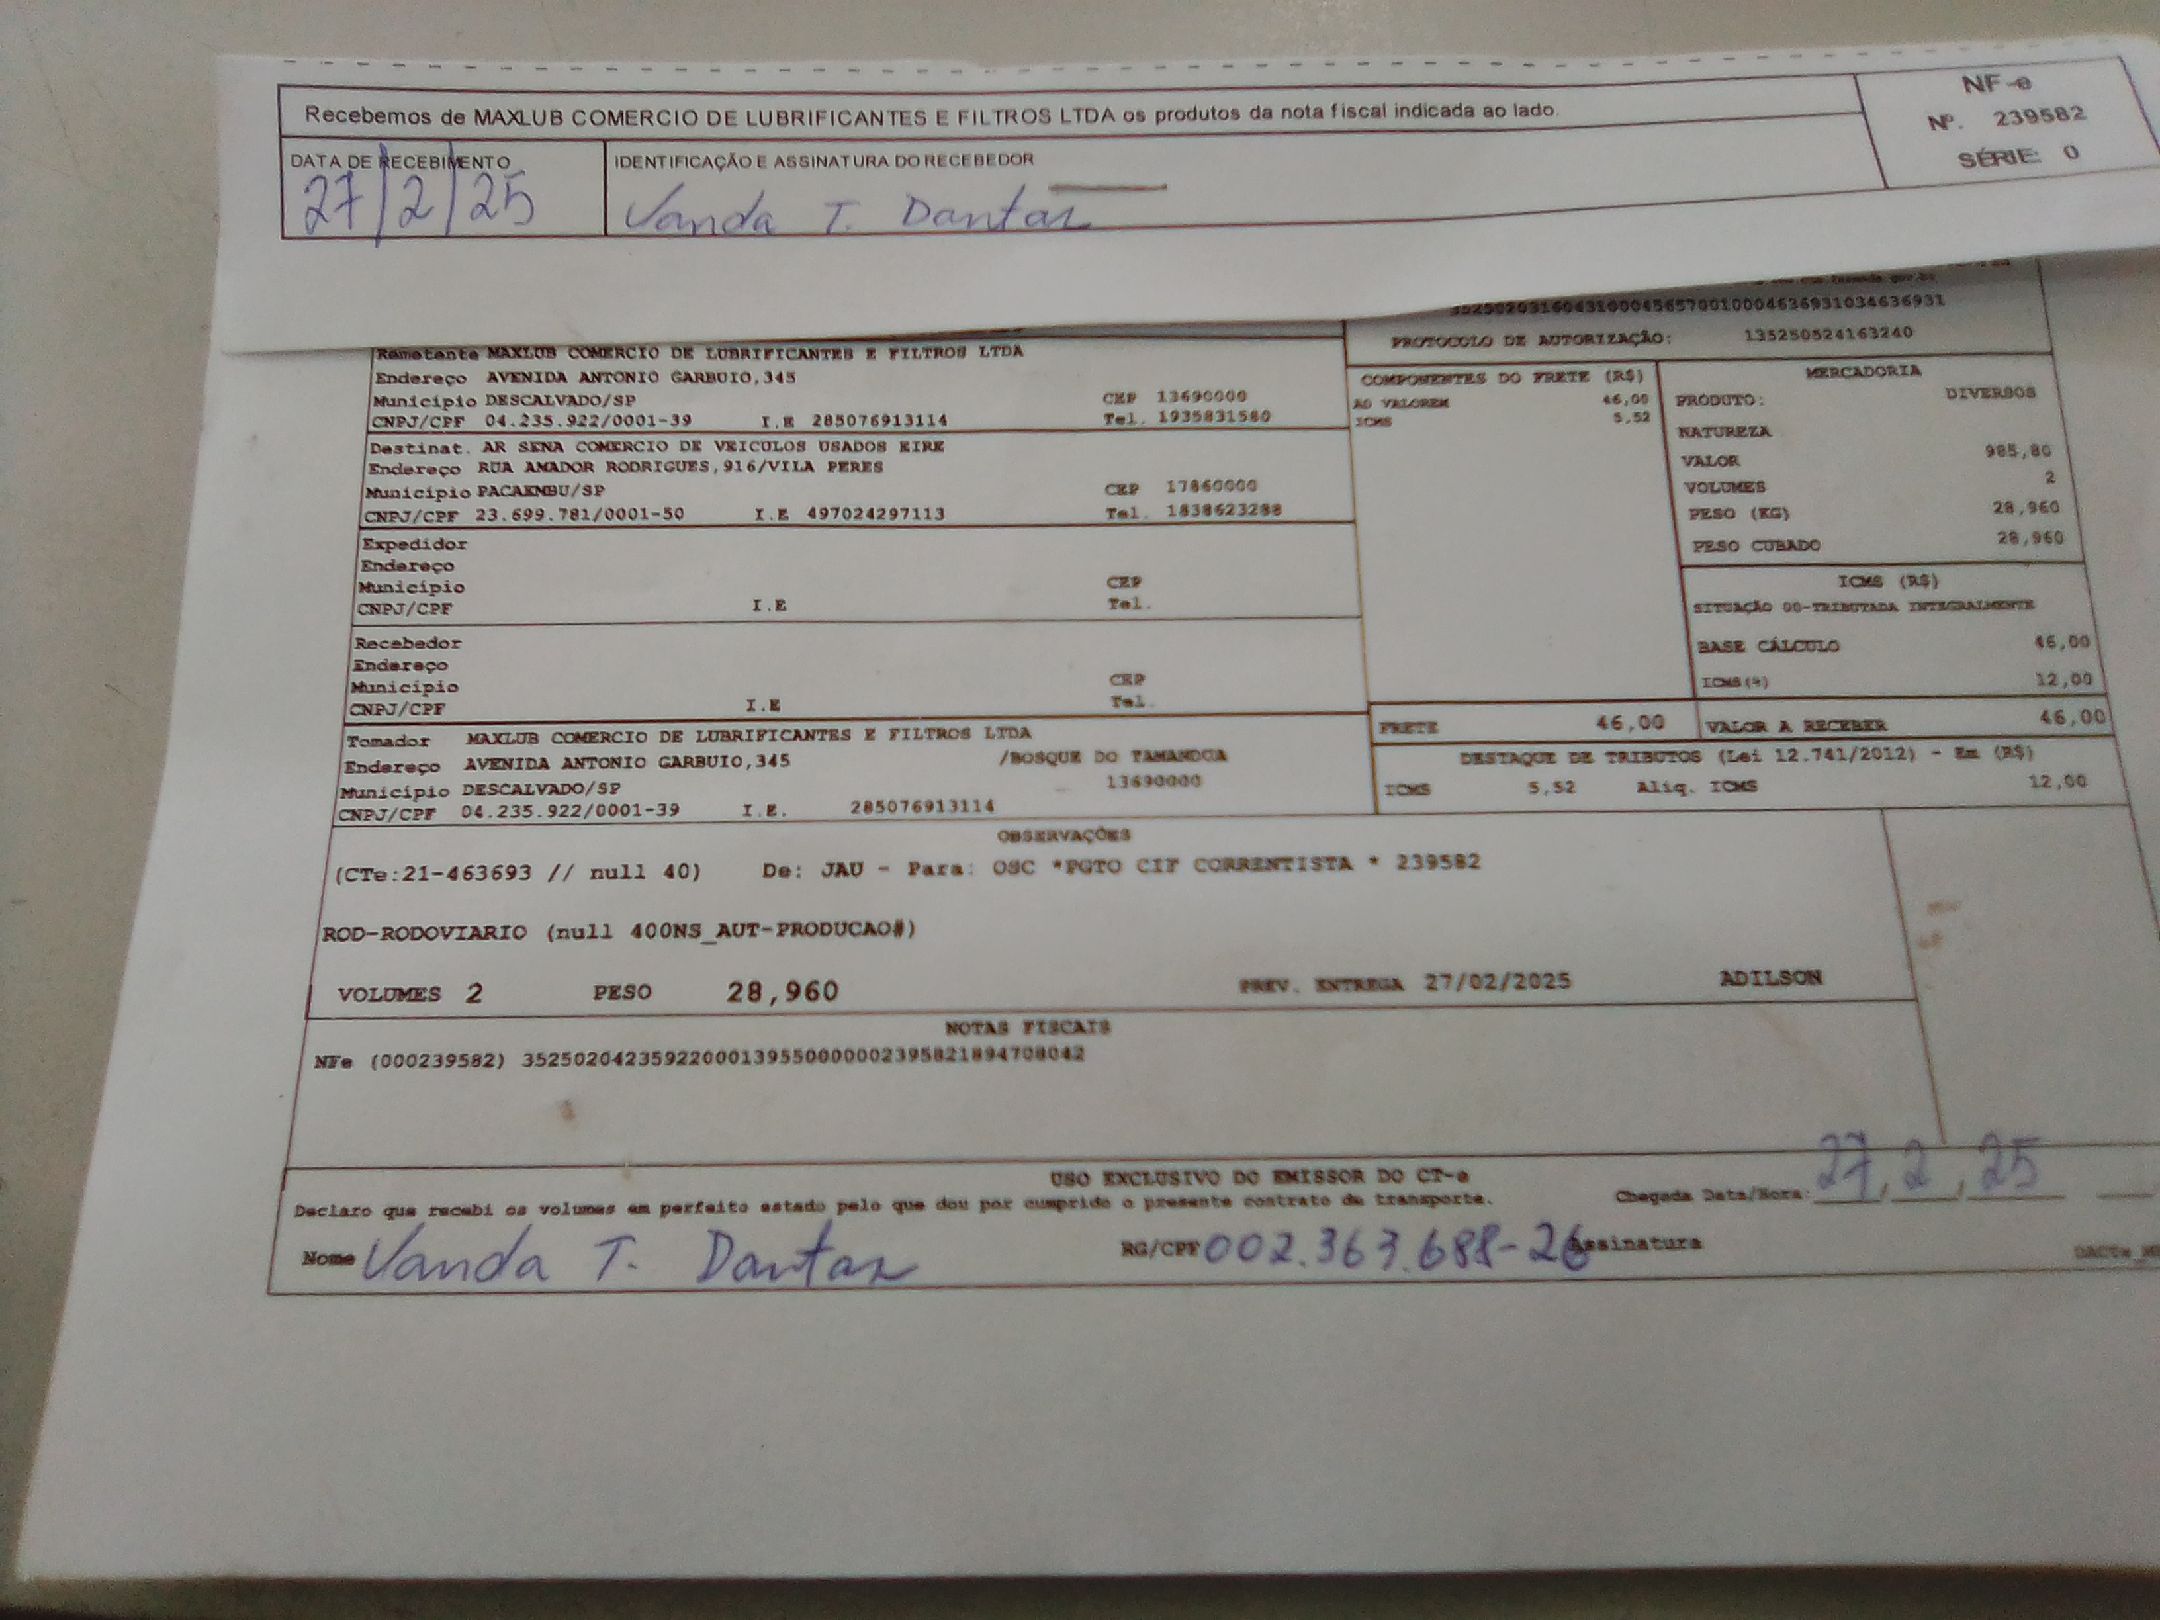 Recebemos de MAXLUB COMERCIO DE LUBRIFICANTES E FILTROS LTDA os produtos da nota fiscal indicada ao lado.
NF-e
Nº. 239582
SÉRIE 0
DATA DE RECEBIMENTO
27/2/25
IDENTIFICAÇÃO E ASSINATURA DO RECEBEDOR
Vanda T. Dantas
35250203160431000456570010004636931034636931
PROTOCOLO DE AUTORIZAÇÃO: 135250524163240
Remetente MAXLUB COMERCIO DE LUBRIFICANTES E FILTROS LTDA
Endereço AVENIDA ANTONIO GARBUIO,345
Município DESCALVADO/SP CEP 13690000
CNPJ/CPF 04.235.922/0001-39 I.E 285076913114 Tel. 1935831580
Destinat. AR SENA COMERCIO DE VEICULOS USADOS EIRE
Endereço RUA AMADOR RODRIGUES,916/VILA PERES
Município PACAEMBU/SP CEP 17860000
CNPJ/CPF 23.699.781/0001-50 I.E 497024297113 Tel. 1838623288
Expedidor
Endereço
Município CEP
CNPJ/CPF I.E Tel.
Recebedor
Endereço
Município CEP
CNPJ/CPF I.E Tel.
Tomador MAXLUB COMERCIO DE LUBRIFICANTES E FILTROS LTDA
Endereço AVENIDA ANTONIO GARBUIO,345 /BOSQUE DO TAMANDUA
Município DESCALVADO/SP 13690000
CNPJ/CPF 04.235.922/0001-39 I.E. 285076913114
COMPONENTES DO FRETE (R$)
AD VALOREM 46,00
ICMS 5,52
MERCADORIA
PRODUTO: DIVERSOS
NATUREZA
VALOR 985,80
VOLUMES 2
PESO (KG) 28,960
PESO CUBADO 28,960
ICMS (R$)
SITUAÇÃO 00-TRIBUTADA INTEGRALMENTE
BASE CÁLCULO 46,00
ICMS(%) 12,00
FRETE 46,00 VALOR A RECEBER 46,00
DESTAQUE DE TRIBUTOS (Lei 12.741/2012) - Em (R$)
ICMS 5,52 Aliq. ICMS 12,00
OBSERVAÇÕES
(CTe:21-463693 // null 40) De: JAU - Para: OSC *PGTO CIF CORRENTISTA * 239582
ROD-RODOVIARIO (null 400NS_AUT-PRODUCAO#)
VOLUMES 2 PESO 28,960 PREV. ENTREGA 27/02/2025 ADILSON
NOTAS FISCAIS
NFe (000239582) 35250204235922000139550000002395821894708042
USO EXCLUSIVO DO EMISSOR DO CT-e
Declaro que recebi os volumes em perfeito estado pelo que dou por cumprido o presente contrato de transporte. Chegada Data/Hora: 27, 2, 25
Nome Vanda T. Dantas RG/CPF 002.363.688-26 Assinatura